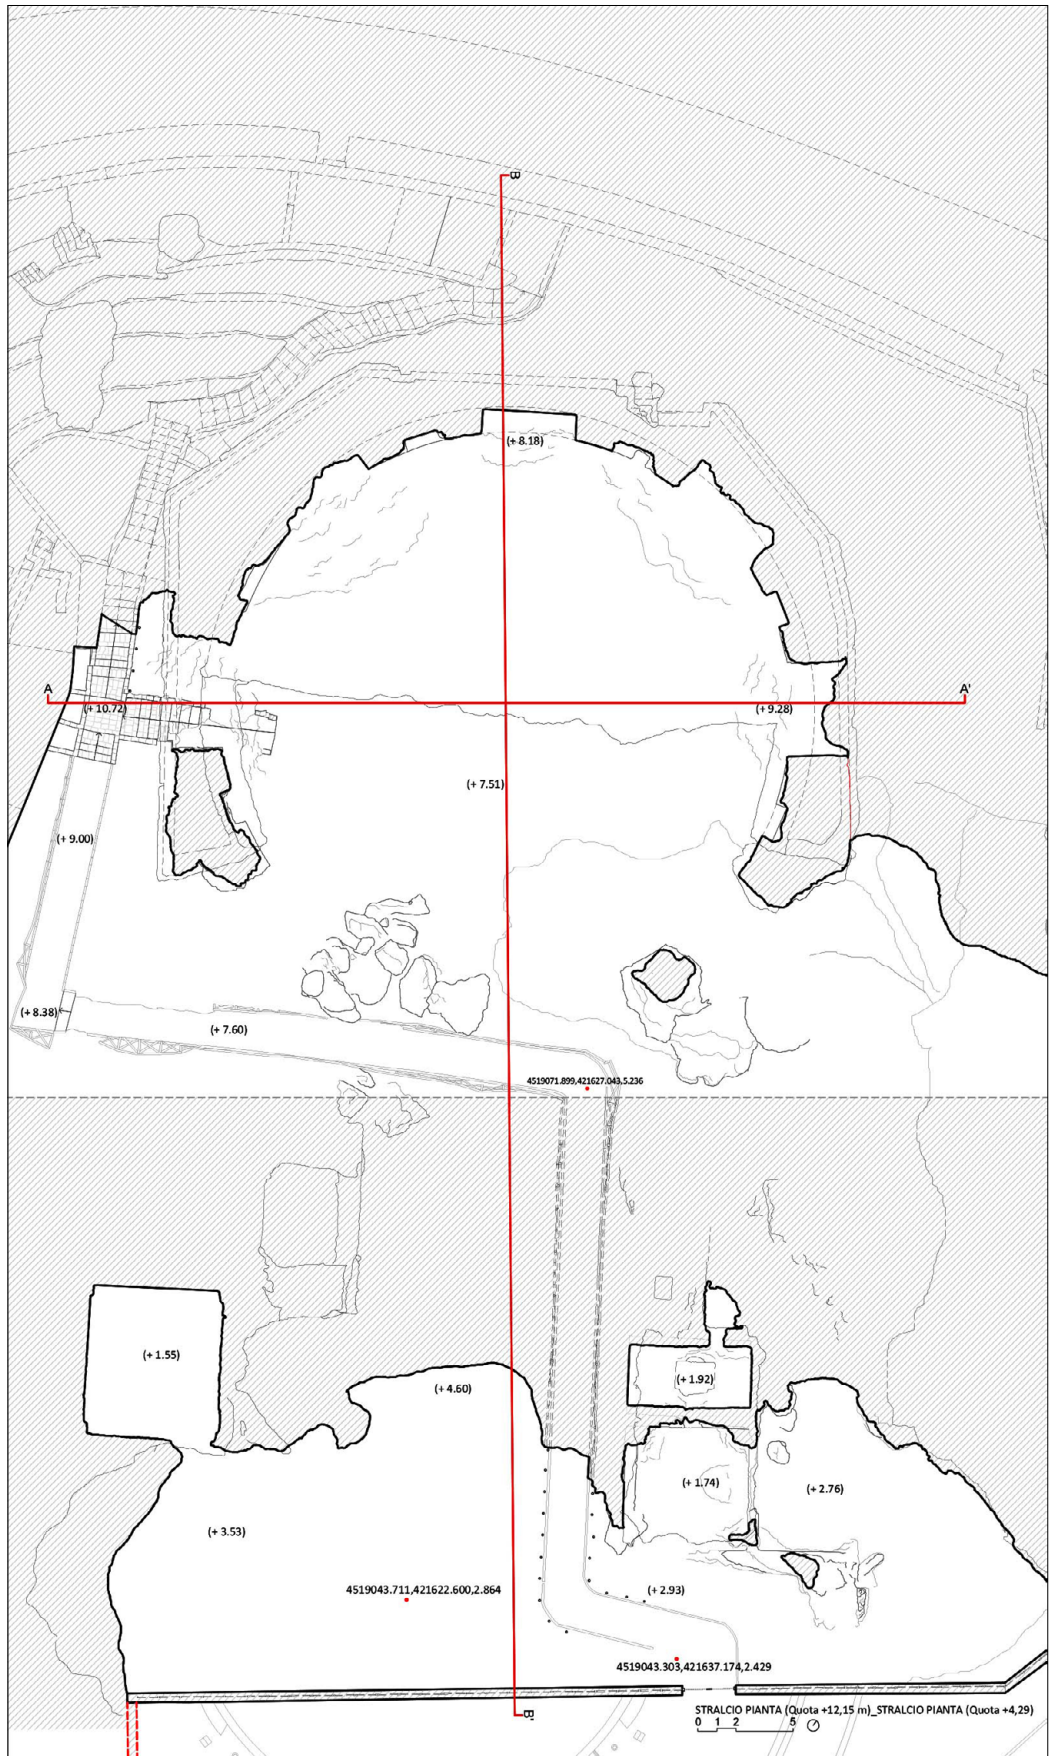 B
(+ 8.18)
A
A'
(+ 10.72)
(+ 9.28)
(+ 7.51)
(+ 9.00)
(+ 8.38)
(+ 7.60)
4519071.899,421627.043,5.236
(+ 1.55)
(+ 1.92)
(+ 4.60)
(+ 1.74)
(+ 2.76)
(+ 3.53)
4519043.711,421622.600,2.864
(+ 2.93)
4519043.303,421637.174,2.429
B'
STRALCIO PIANTA (Quota +12,15 m)_STRALCIO PIANTA (Quota +4,29)
0 1 2 5